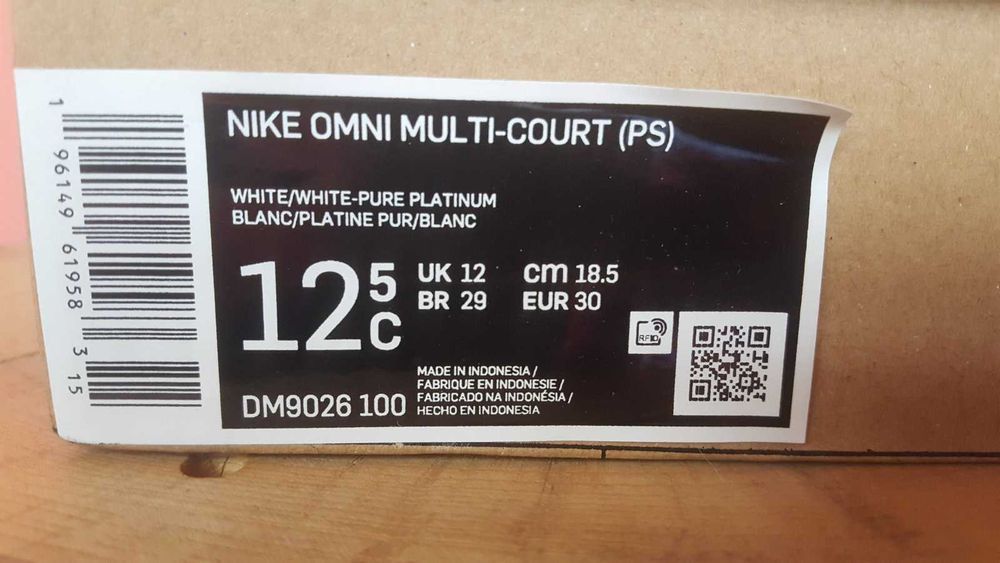 NIKE OMNI MULTI-COURT (PS)
WHITE/WHITE-PURE PLATINUM
BLANC/PLATINE PUR/BLANC
12 5 C
UK 12 cm 18.5
BR 29 EUR 30
RFID
DM9026 100
MADE IN INDONESIA /
FABRIQUE EN INDONESIE /
FABRICADO NA INDONÉSIA /
HECHO EN INDONESIA
1 96149 61958 3 15